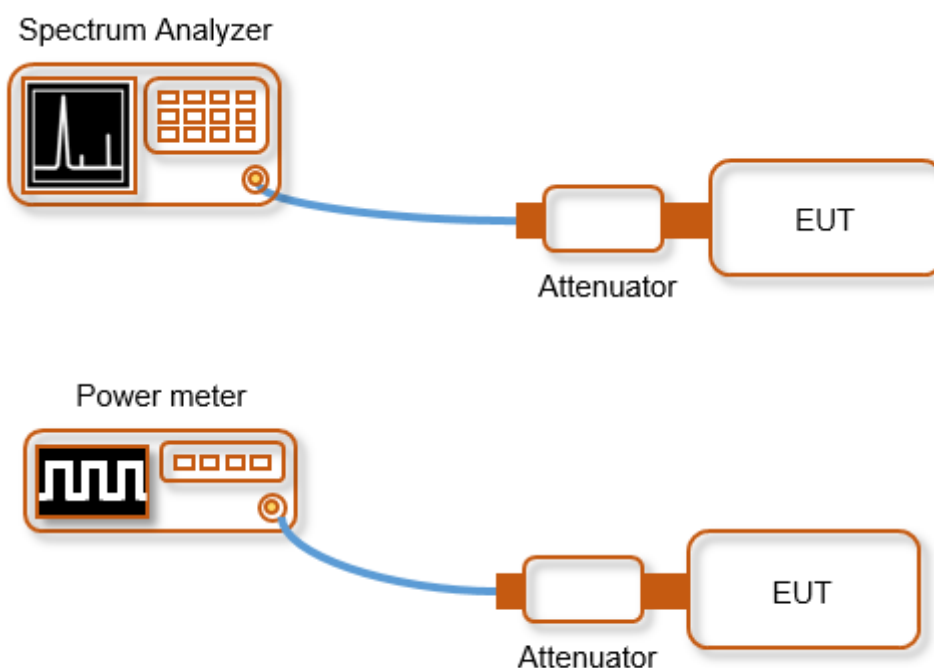 Spectrum Analyzer
EUT
Attenuator
Power meter
EUT
Attenuator